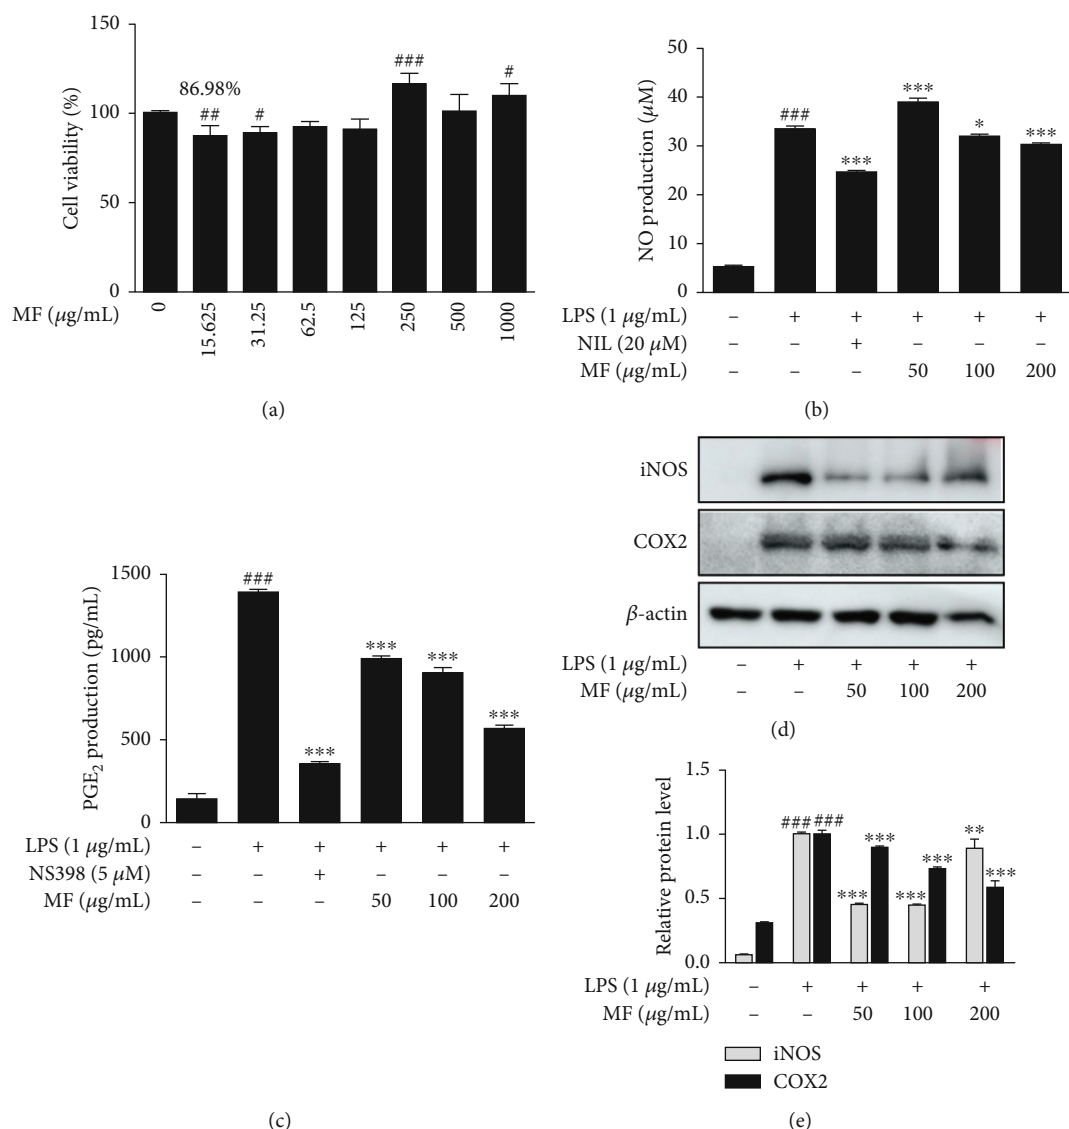 150
100
50
0
Cell viability (%)
86.98%
##
#
###
#
MF (μg/mL)
0
15.625
31.25
62.5
125
250
500
1000
(a)
50
40
30
20
10
0
NO production (μM)
###
***
***
*
***
LPS (1 μg/mL) – + + + + +
NIL (20 μM) – – + – – –
MF (μg/mL) – – – 50 100 200
(b)
1500
1000
500
0
PGE2 production (pg/mL)
###
***
***
***
***
LPS (1 μg/mL) – + + + + +
NS398 (5 μM) – – + – – –
MF (μg/mL) – – – 50 100 200
(c)
iNOS
COX2
β-actin
LPS (1 μg/mL) – + + + +
MF (μg/mL) – – 50 100 200
(d)
1.5
1.0
0.5
0.0
Relative protein level
### ###
*** ***
*** ***
** ***
LPS (1 μg/mL) – + + + +
MF (μg/mL) – – 50 100 200
iNOS
COX2
(e)